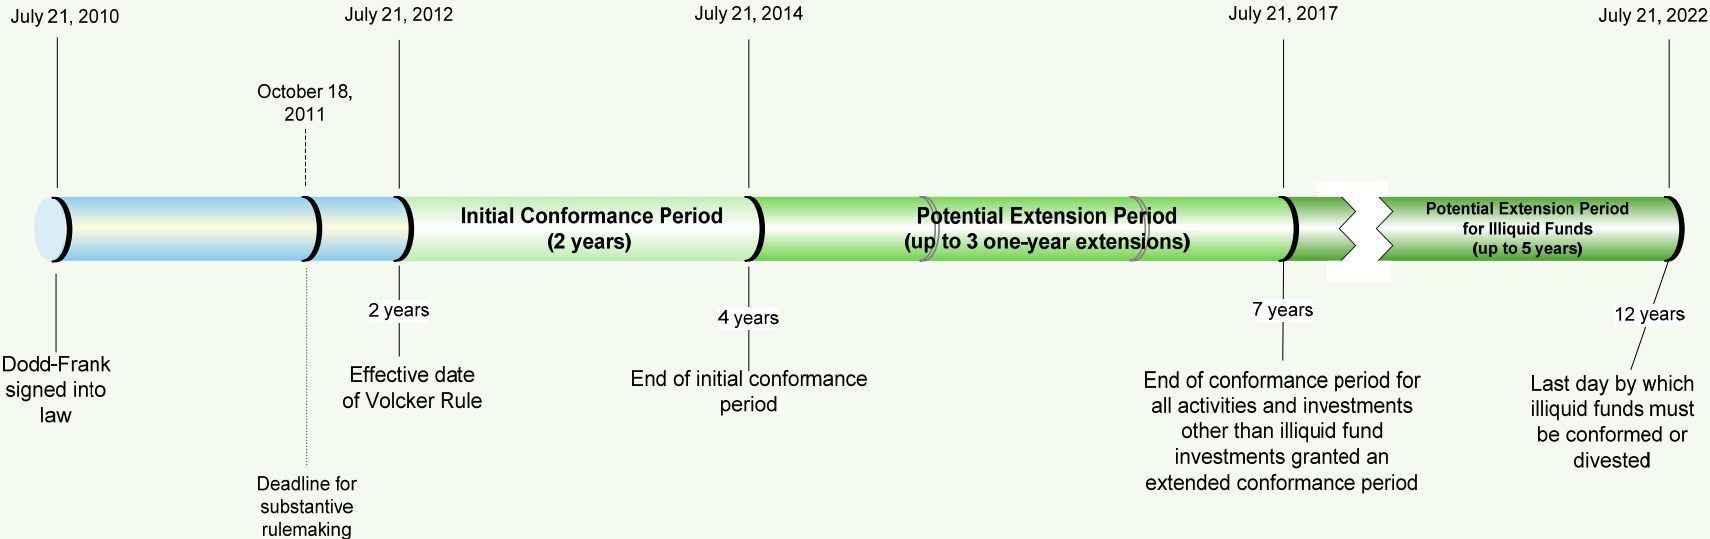 July 21, 2010
July 21, 2012
July 21, 2014
July 21, 2017
July 21, 2022
October 18,
2011
Initial Conformance Period
(2 years)
Potential Extension Period
(up to 3 one-year extensions)
Potential Extension Period
for Illiquid Funds
(up to 5 years)
2 years
4 years
7 years
12 years
Dodd-Frank
signed into
law
Deadline for
substantive
rulemaking
Effective date
of Volcker Rule
End of initial conformance
period
End of conformance period for
all activities and investments
other than illiquid fund
investments granted an
extended conformance period
Last day by which
illiquid funds must
be conformed or
divested